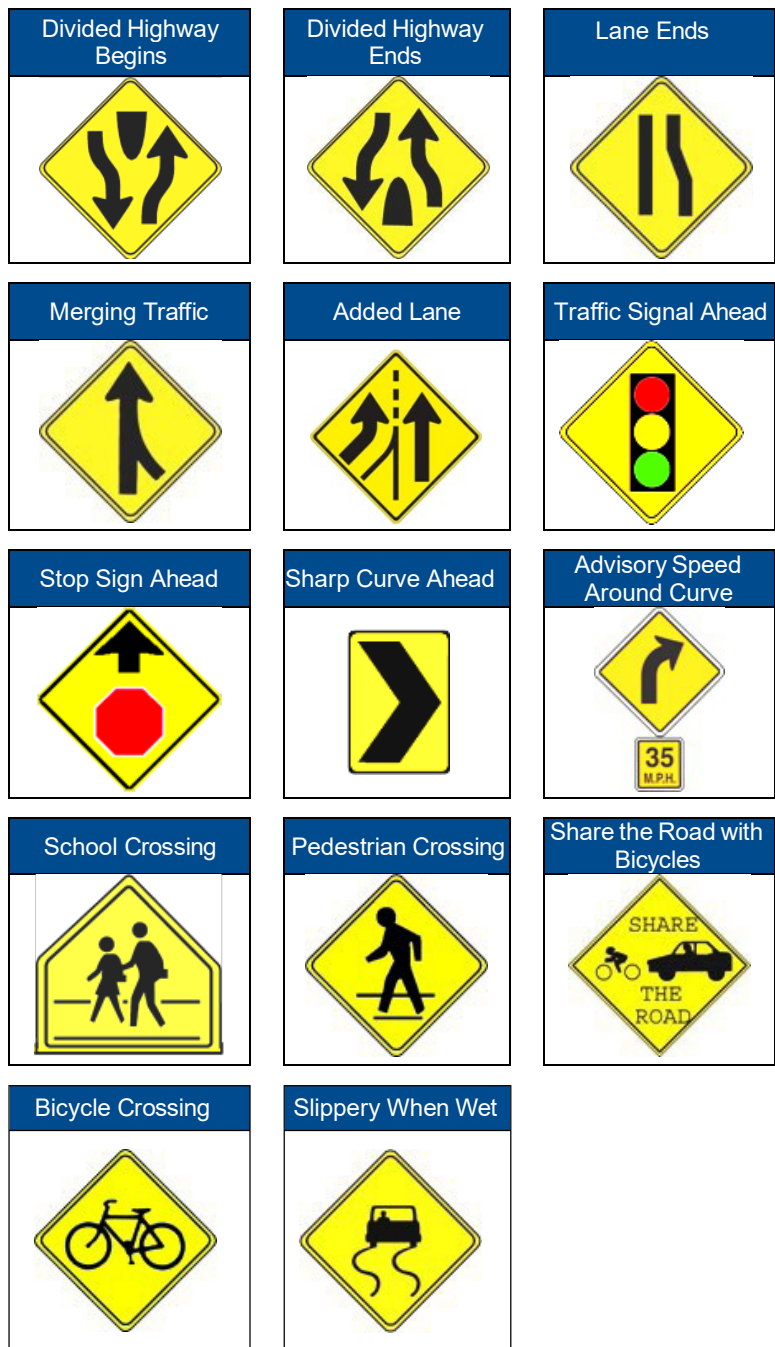 Divided Highway
Begins
Divided Highway
Ends
Lane Ends
Merging Traffic
Added Lane
Traffic Signal Ahead
Stop Sign Ahead
Sharp Curve Ahead
Advisory Speed
Around Curve
35
M.P.H.
School Crossing
Pedestrian Crossing
Share the Road with
Bicycles
SHARE
THE
ROAD
Bicycle Crossing
Slippery When Wet